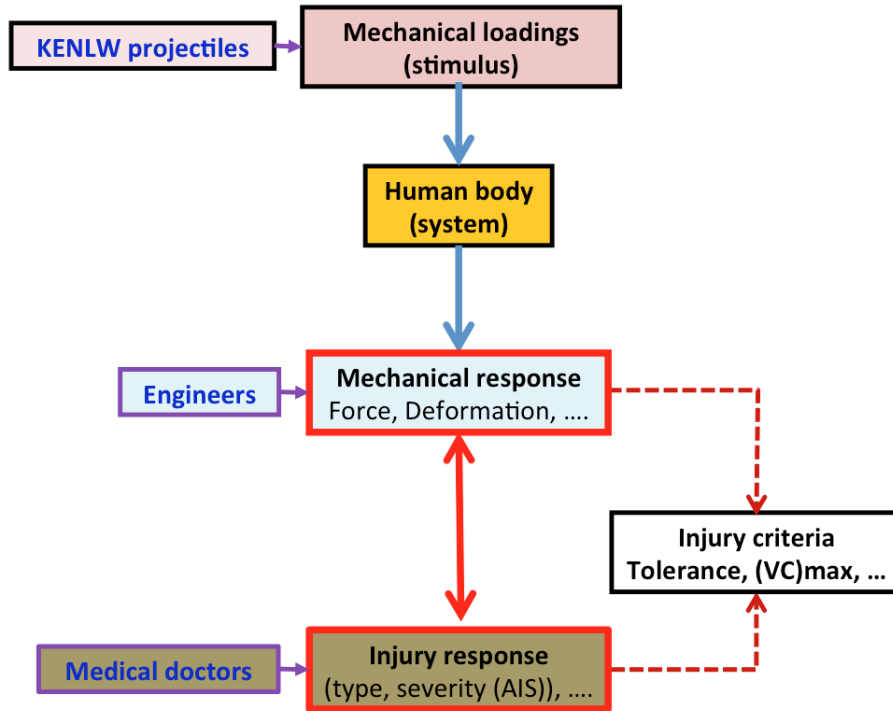 KENLW projectiles
Mechanical loadings
(stimulus)
Human body
(system)
Engineers
Mechanical response
Force, Deformation, ....
Injury criteria
Tolerance, (VC)max, ...
Medical doctors
Injury response
(type, severity (AIS)), ....